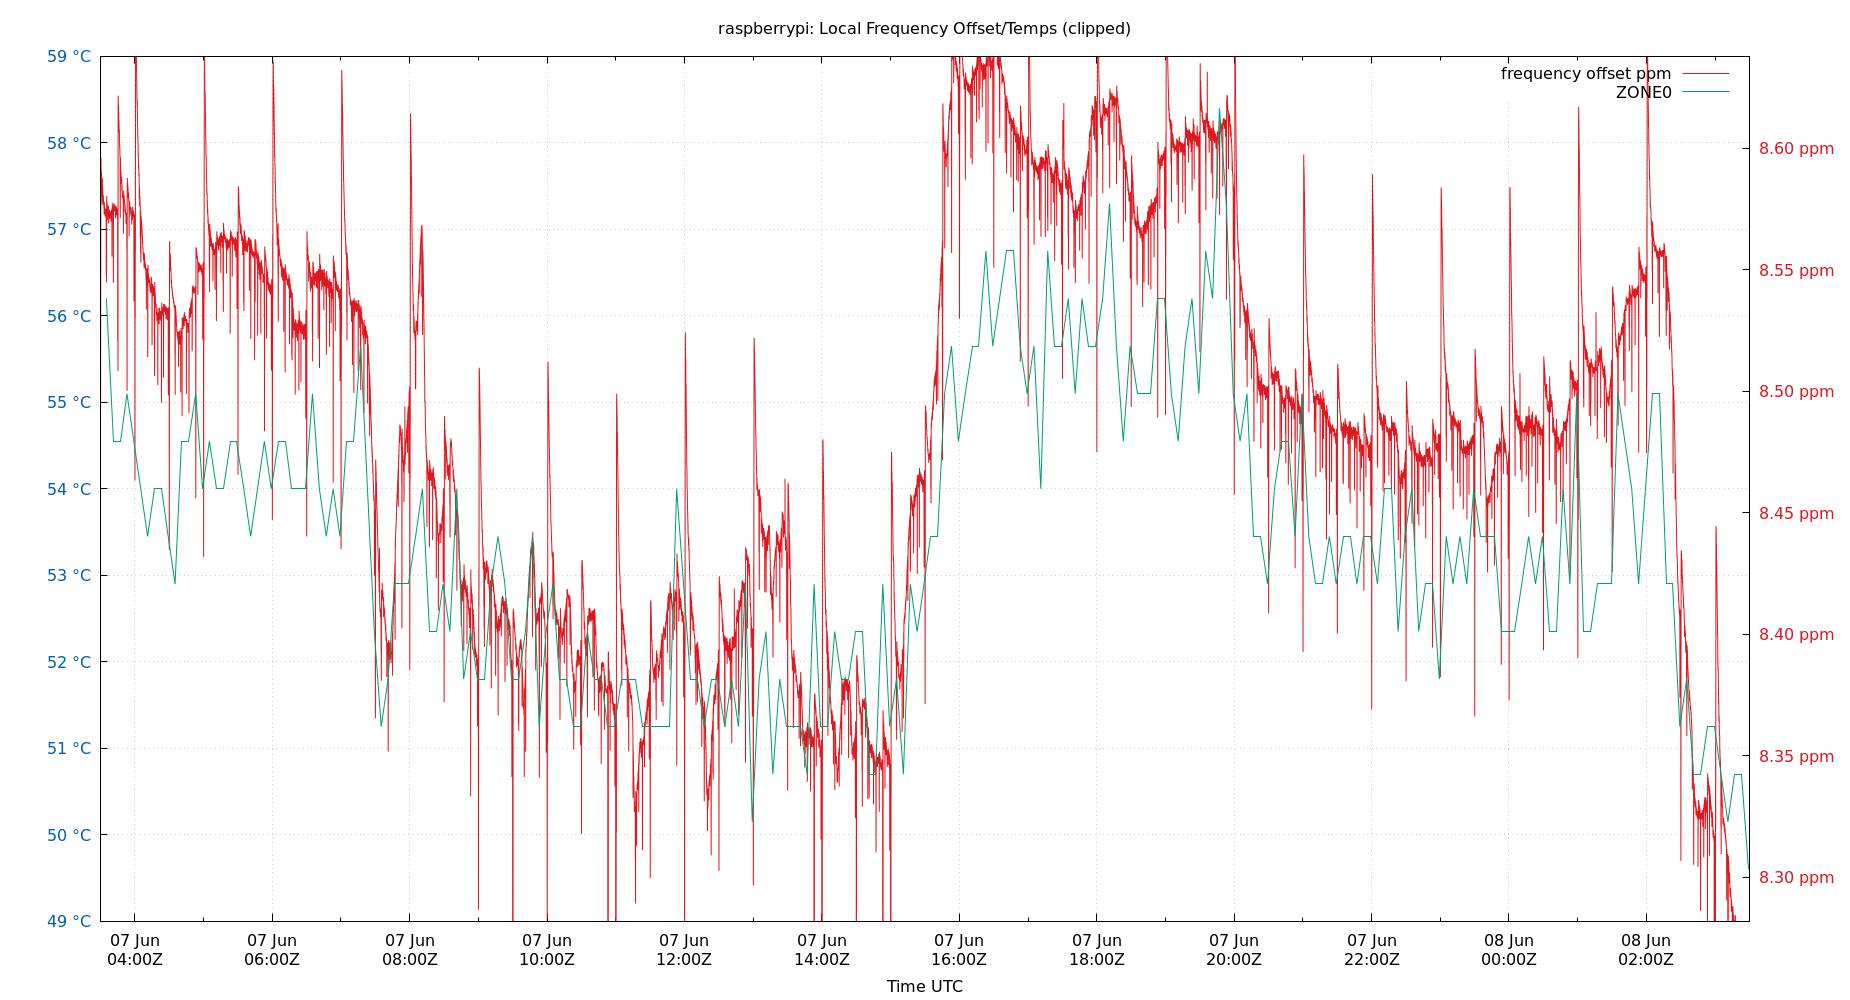 raspberrypi: Local Frequency Offset/Temps (clipped)
59 °C
58 °C
57 °C
56 °C
55 °C
54 °C
53 °C
52 °C
51 °C
50 °C
49 °C
frequency offset ppm
ZONE0
8.60 ppm
8.55 ppm
8.50 ppm
8.45 ppm
8.40 ppm
8.35 ppm
8.30 ppm
07 Jun 07 Jun 07 Jun 07 Jun 07 Jun 07 Jun 07 Jun 07 Jun 07 Jun 07 Jun 08 Jun 08 Jun
04:00Z 06:00Z 08:00Z 10:00Z 12:00Z 14:00Z 16:00Z 18:00Z 20:00Z 22:00Z 00:00Z 02:00Z
Time UTC